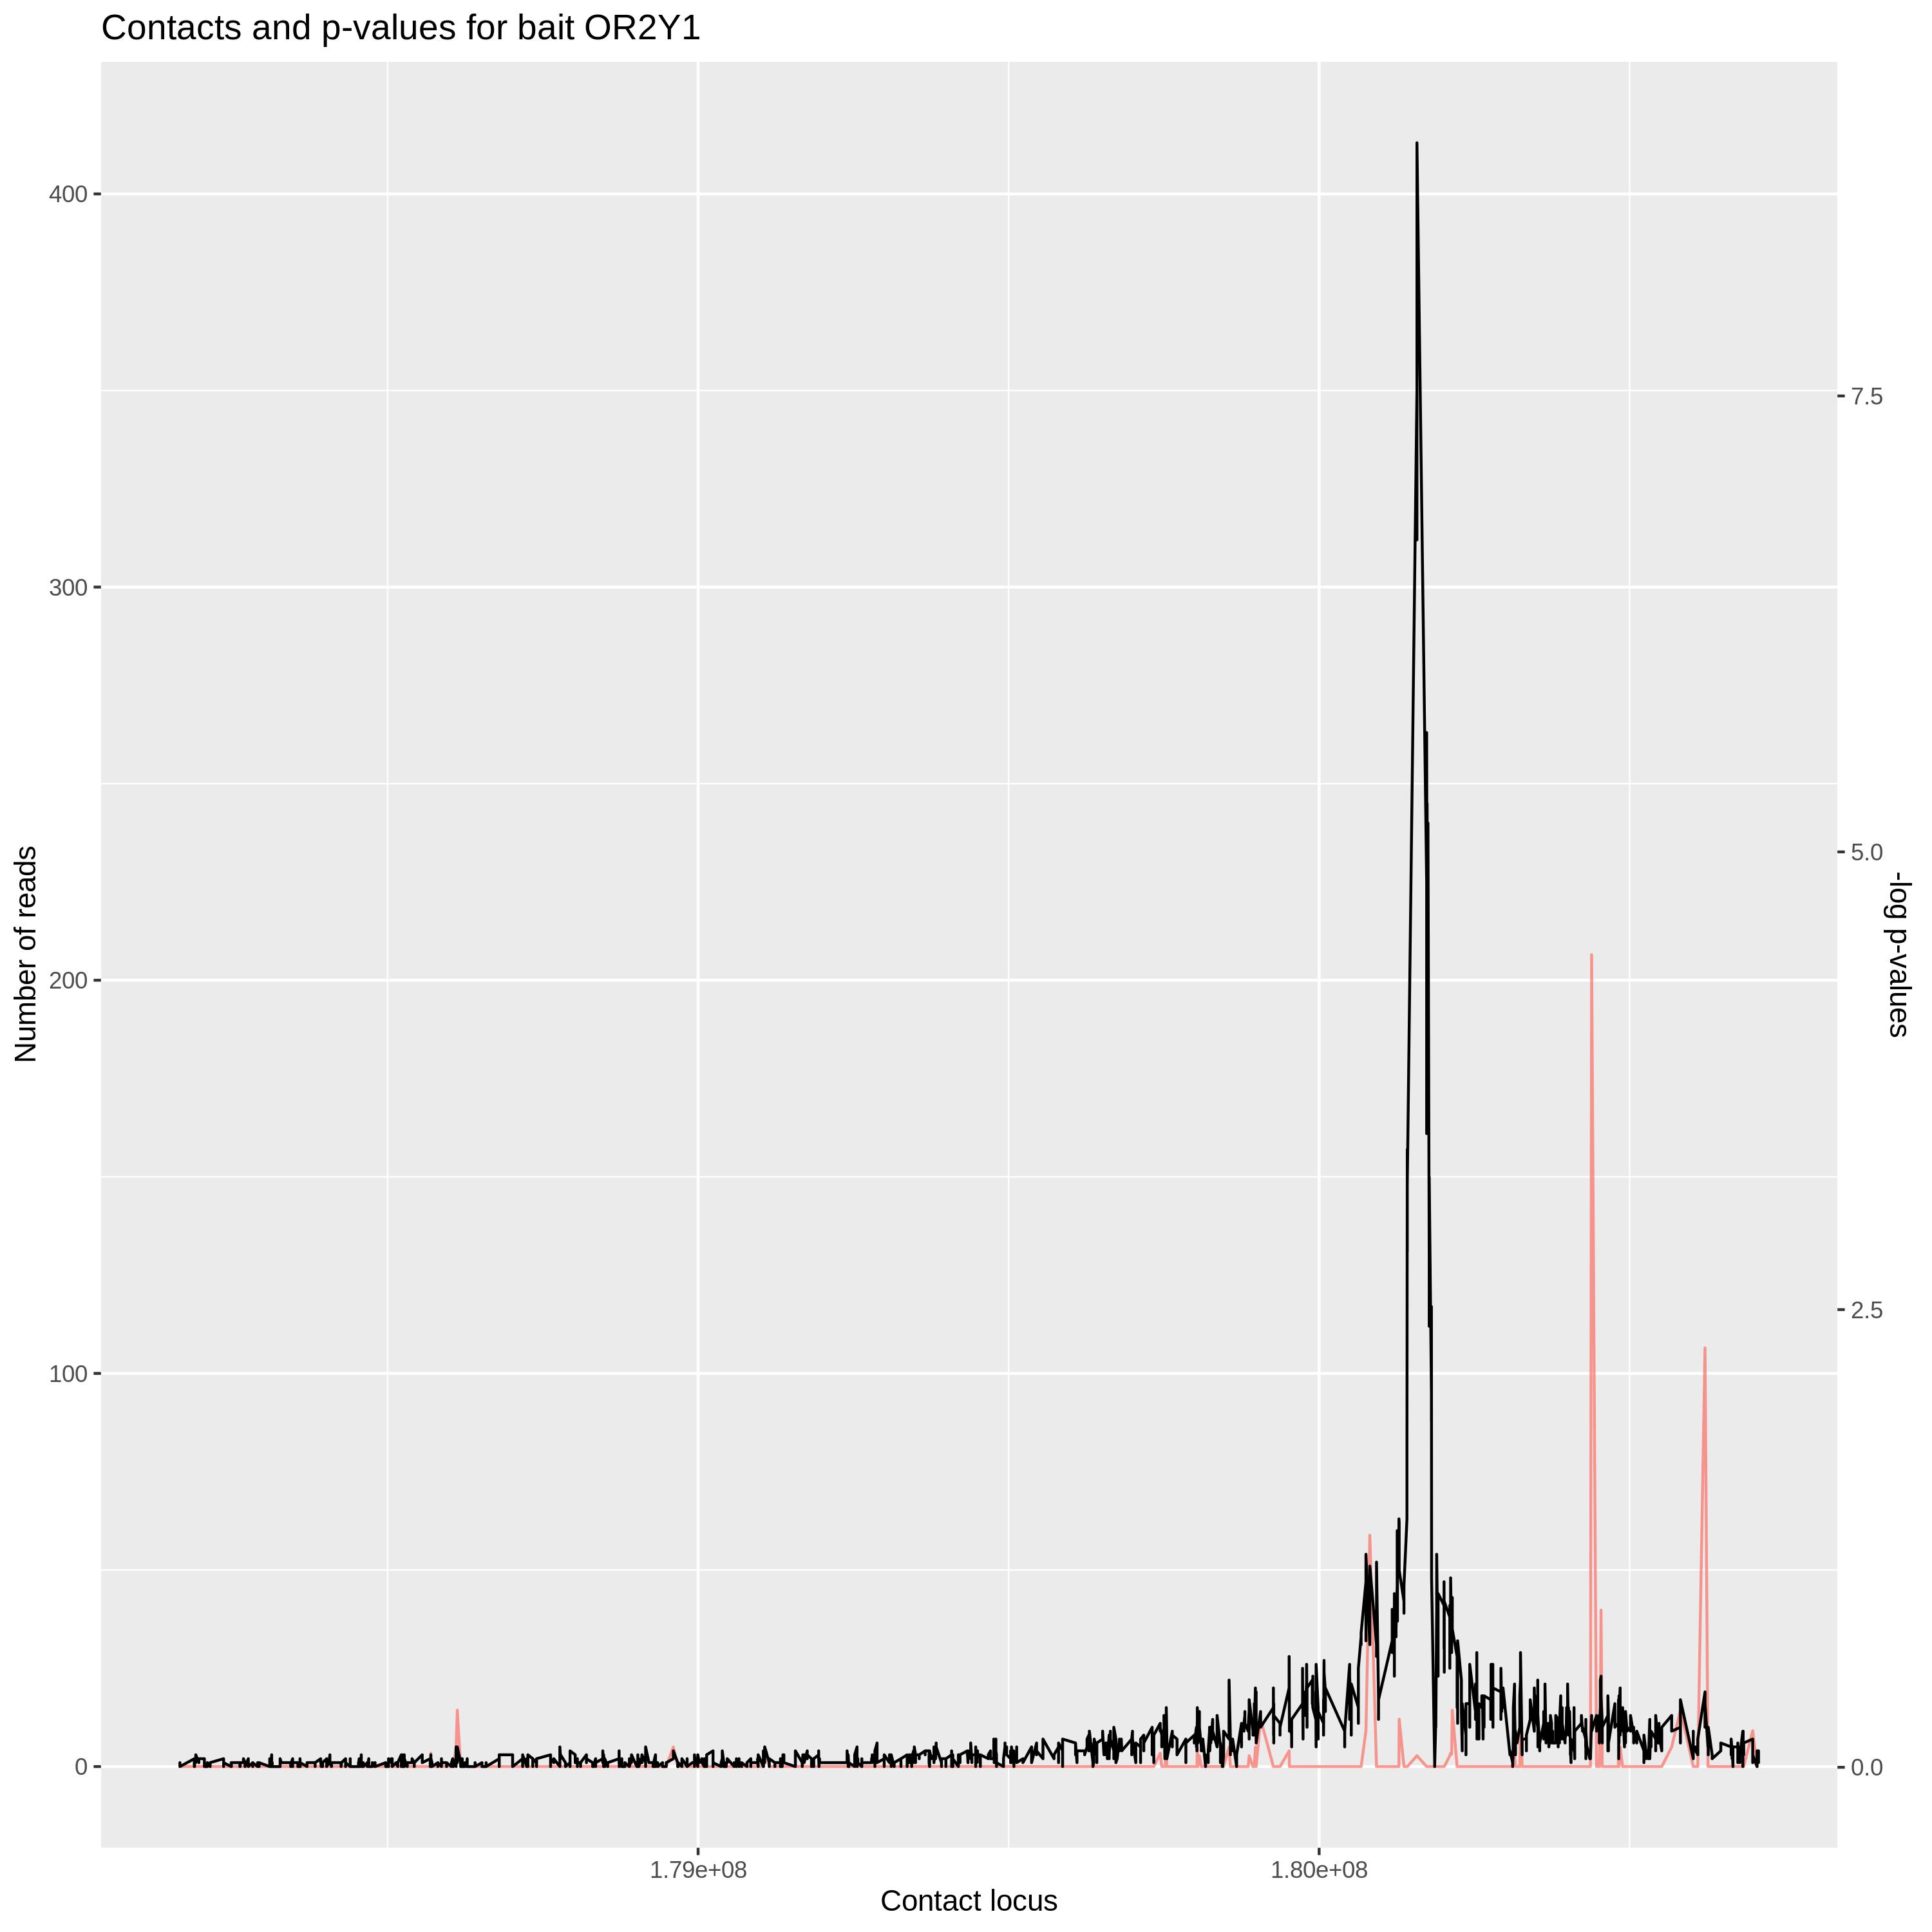 Contacts and p-values for bait OR2Y1
400
300
200
100
0
Number of reads
7.5
5.0
2.5
0.0
-log p-values
1.79e+08
1.80e+08
Contact locus